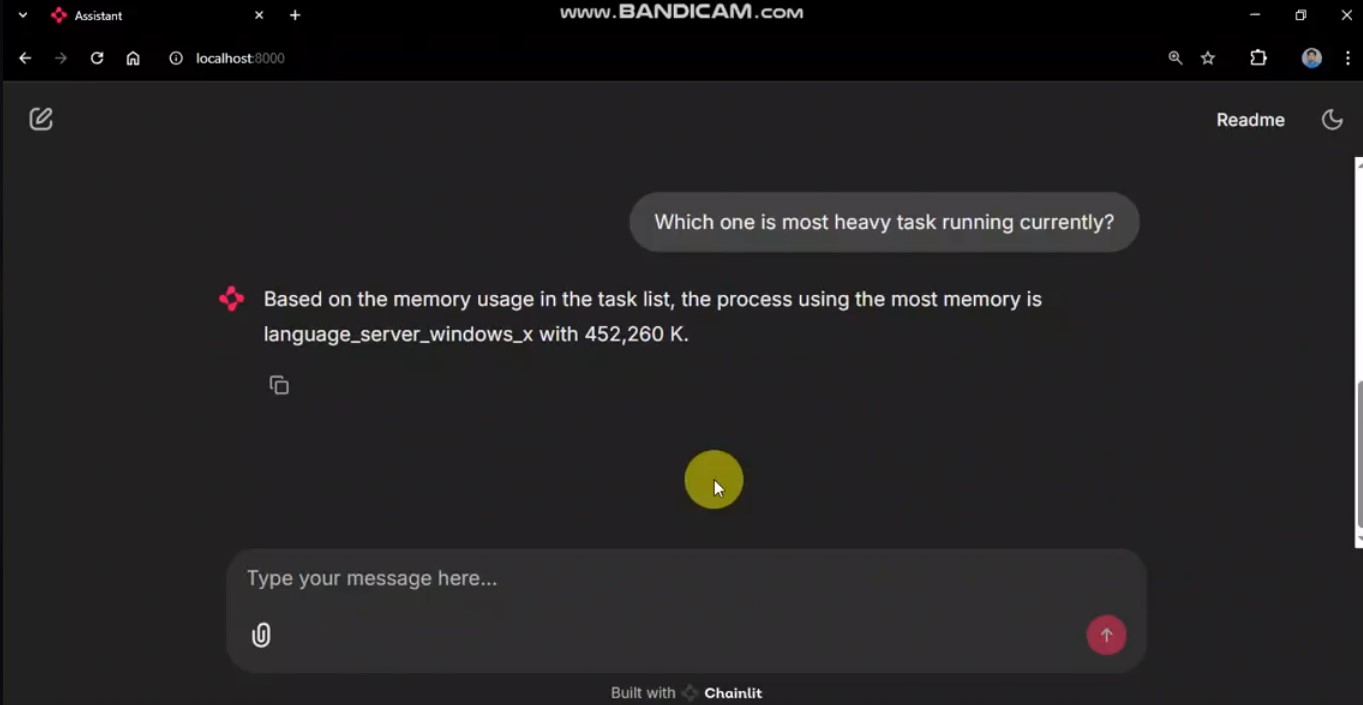 Assistant
www.BANDICAM.com
localhost:8000
Readme
Which one is most heavy task running currently?
Based on the memory usage in the task list, the process using the most memory is
language_server_windows_x with 452,260 K.
Type your message here...
Built with Chainlit